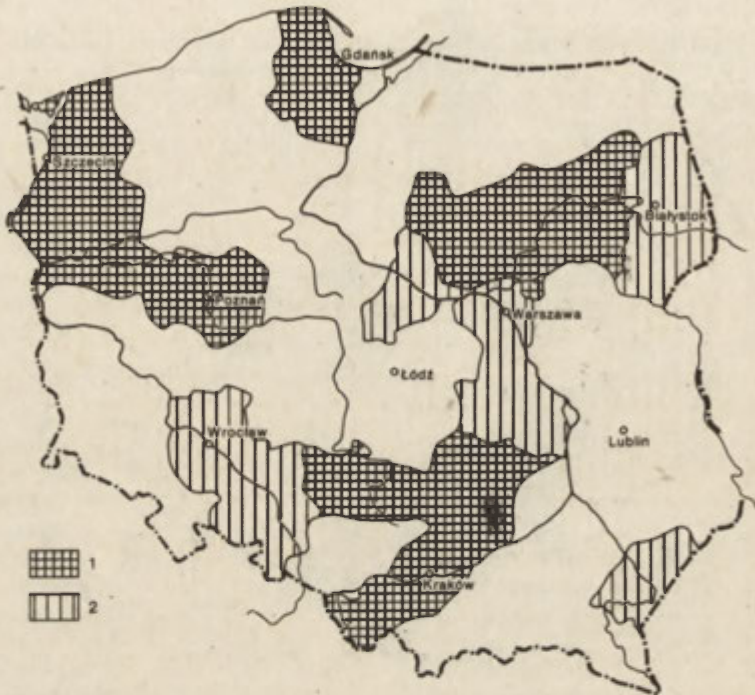 Gdańsk
Szczecin
Białystok
Poznań
Warszawa
Łódź
Wrocław
Lublin
1
2
Kraków